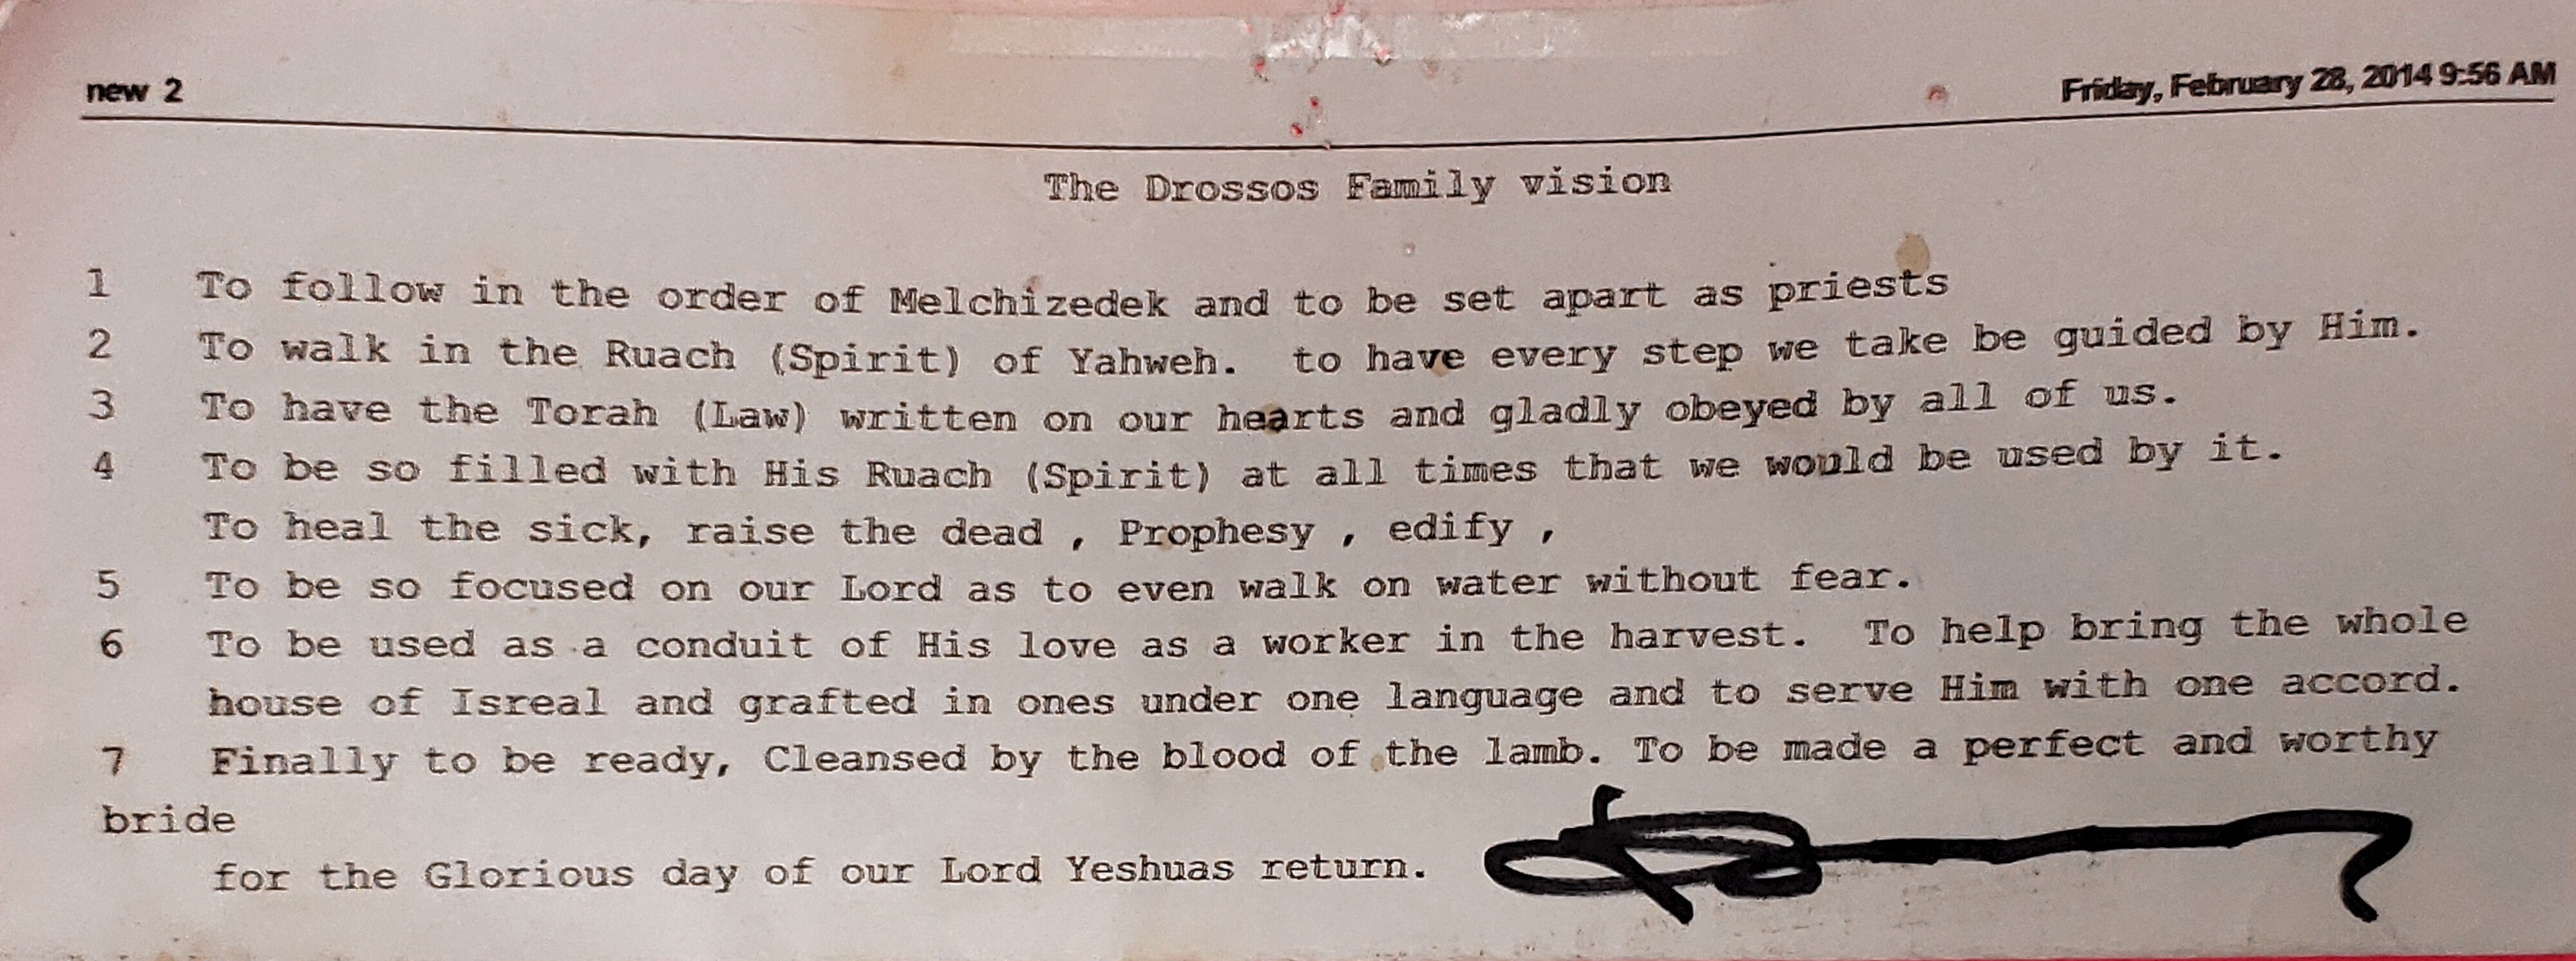 new 2 Friday, February 28, 2014 9:56 AM
The Drossos Family vision
1 To follow in the order of Melchizedek and to be set apart as priests
2 To walk in the Ruach (Spirit) of Yahweh. to have every step we take be guided by Him.
3 To have the Torah (Law) written on our hearts and gladly obeyed by all of us.
4 To be so filled with His Ruach (Spirit) at all times that we would be used by it.
To heal the sick, raise the dead , Prophesy , edify ,
5 To be so focused on our Lord as to even walk on water without fear.
6 To be used as a conduit of His love as a worker in the harvest. To help bring the whole
house of Isreal and grafted in ones under one language and to serve Him with one accord.
7 Finally to be ready, Cleansed by the blood of the lamb. To be made a perfect and worthy
bride
for the Glorious day of our Lord Yeshuas return.